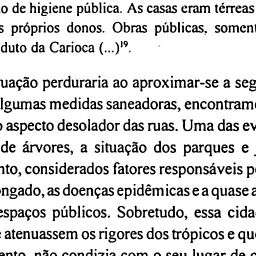 o de higiene pública. As casas eram térreas
s próprios donos. Obras públicas, soment
duto da Carioca (...)¹⁹.
uação perduraria ao aproximar-se a seg
lgumas medidas saneadoras, encontram
o aspecto desolador das ruas. Uma das ev
de árvores, a situação dos parques e j
nto, considerados fatores responsáveis p
ongado, as doenças epidêmicas e a quase a
espaços públicos. Sobretudo, essa cida
e atenuassem os rigores dos trópicos e qu
ento, não condizia com o seu lugar de c